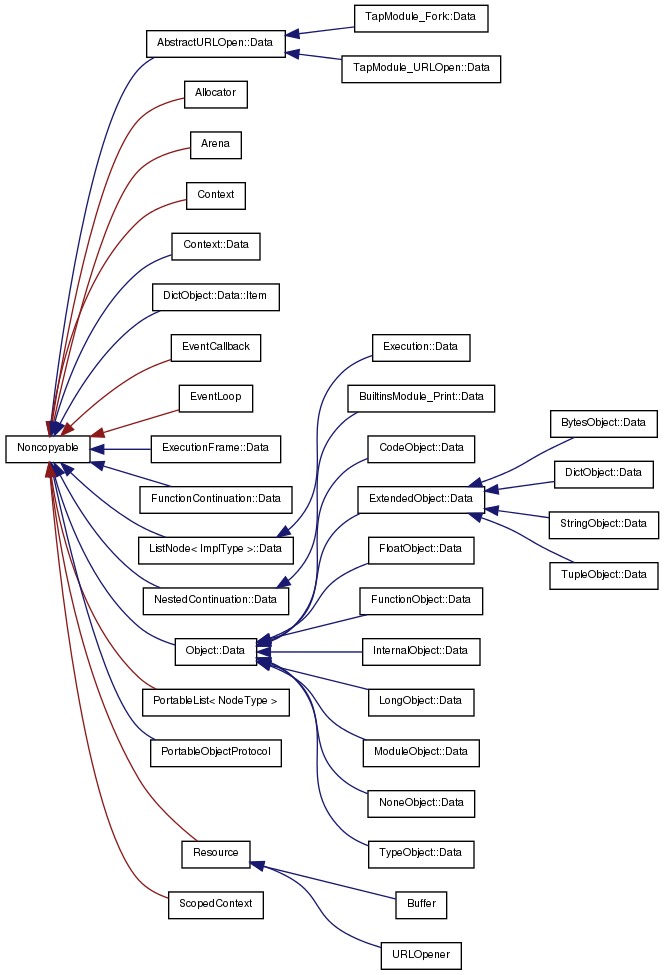 TapModule_Fork::Data
AbstractURLOpen::Data
TapModule_URLOpen::Data
Allocator
Arena
Context
Context::Data
DictObject::Data::Item
EventCallback
Execution::Data
EventLoop
BuiltinsModule_Print::Data
BytesObject::Data
Noncopyable
ExecutionFrame::Data
CodeObject::Data
DictObject::Data
FunctionContinuation::Data
ExtendedObject::Data
StringObject::Data
ListNode< ImplType >::Data
FloatObject::Data
TupleObject::Data
NestedContinuation::Data
FunctionObject::Data
Object::Data
InternalObject::Data
PortableList< NodeType >
LongObject::Data
PortableObjectProtocol
ModuleObject::Data
NoneObject::Data
Resource
TypeObject::Data
ScopedContext
Buffer
URLOpener